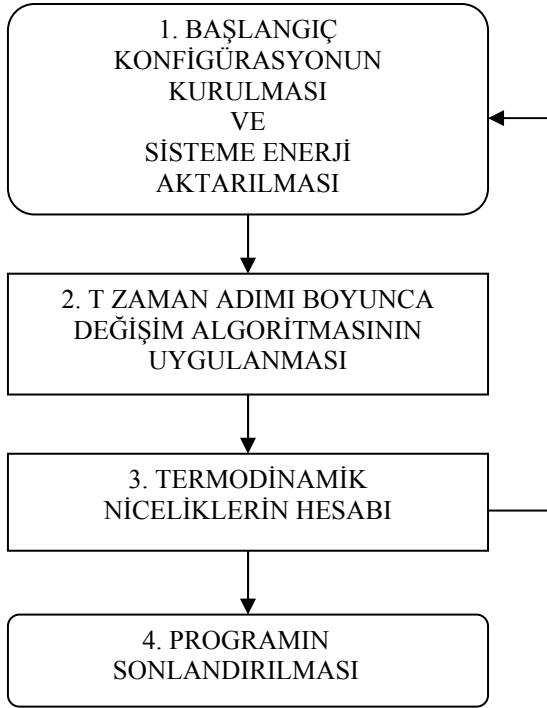 1. BAŞLANGIÇ
KONFİGÜRASYONUN
KURULMASI
VE
SİSTEME ENERJİ
AKTARILMASI
2. T ZAMAN ADIMI BOYUNCA
DEĞİŞİM ALGORİTMASININ
UYGULANMASI
3. TERMODİNAMİK
NİCELİKLERİN HESABI
4. PROGRAMIN
SONLANDIRILMASI